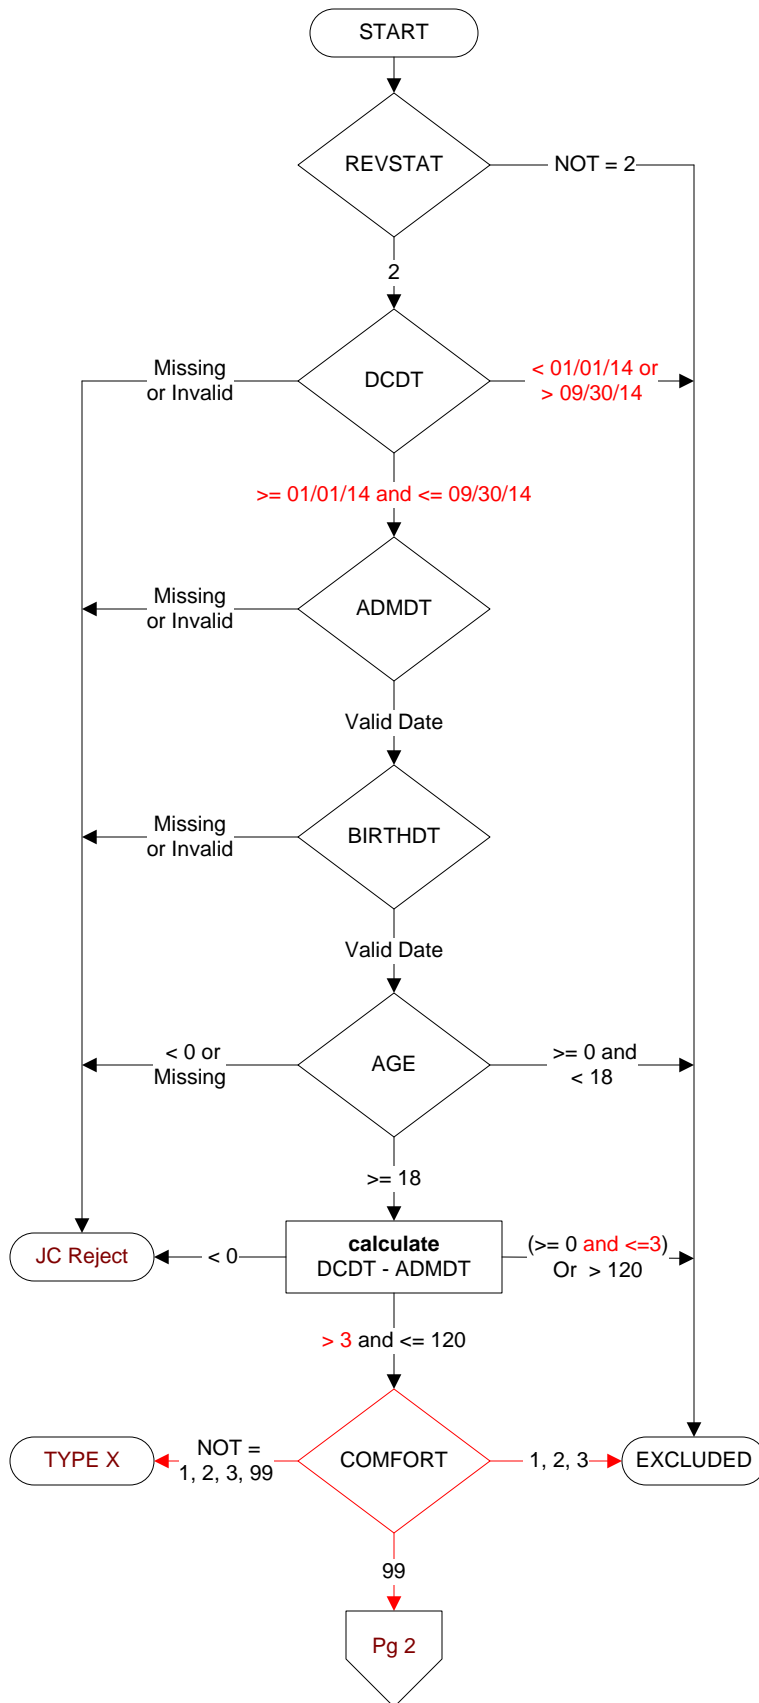 START
REVSTAT
NOT = 2
2
Missing
or Invalid
DCDT
< 01/01/14 or
> 09/30/14
>= 01/01/14 and <= 09/30/14
Missing
or Invalid
ADMDT
Valid Date
Missing
or Invalid
BIRTHDT
Valid Date
< 0 or
Missing
AGE
>= 0 and
< 18
>= 18
JC Reject
< 0
calculate
DCDT - ADMDT
(>= 0 and <=3)
Or > 120
> 3 and <= 120
TYPE X
NOT =
1, 2, 3, 99
COMFORT
1, 2, 3
EXCLUDED
99
Pg 2